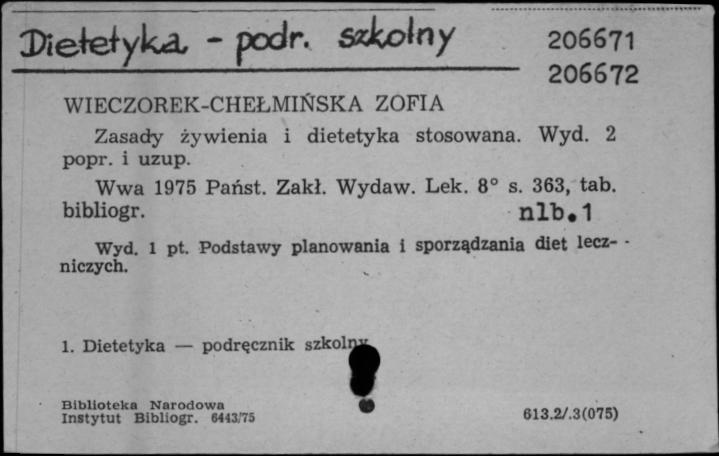 Dietetyka - podr. szkolny
206671
206672
WIECZOREK-CHEŁMIŃSKA ZOFIA
Zasady żywienia i dietetyka stosowana. Wyd. 2
popr. i uzup.
Wwa 1975 Państ. Zakł. Wydaw. Lek. 8° s. 363, tab.
bibliogr.
nlb. 1
Wyd. 1 pt. Podstawy planowania i sporządzania diet lecz-
niczych.
1. Dietetyka — podręcznik szkolny
Biblioteka Narodowa
Instytut Bibliogr. 6443/75
613.2/.3(075)